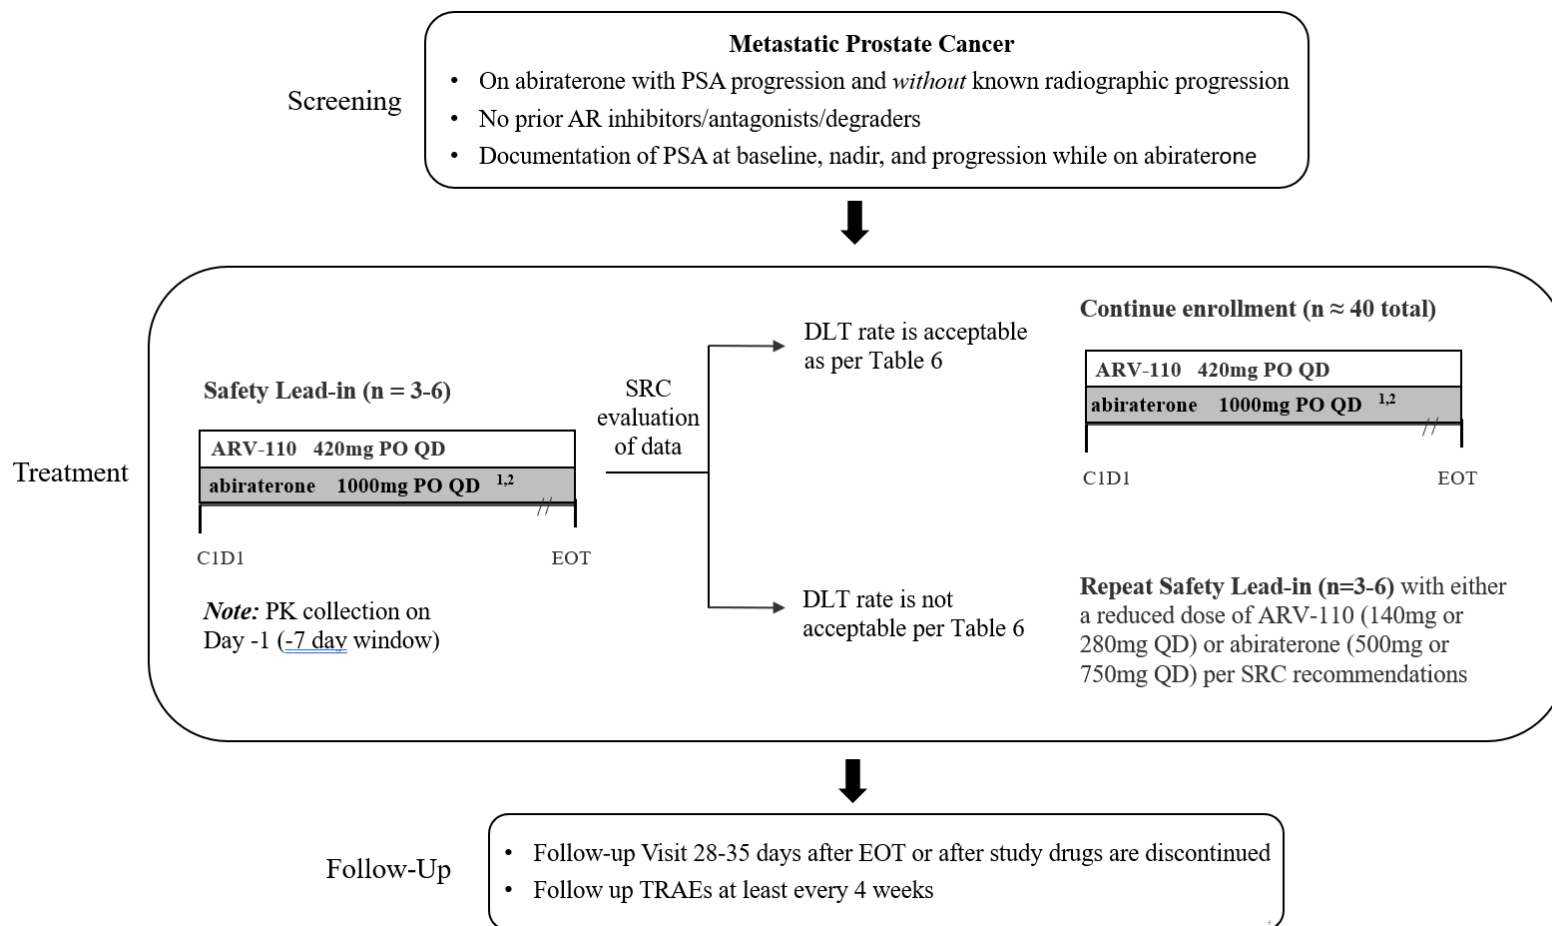 Metastatic Prostate Cancer
• On abiraterone with PSA progression and without known radiographic progression
Screening
• No prior AR inhibitors/antagonists/degraders
• Documentation of PSA at baseline, nadir, and progression while on abiraterone
Treatment
Safety Lead-in (n = 3-6)
ARV-110 420mg PO QD
abiraterone 1000mg PO QD 1,2
//
C1D1
EOT
Note: PK collection on
Day -1 (-7 day window)
SRC
evaluation
of data
DLT rate is acceptable
as per Table 6
Continue enrollment (n ≈ 40 total)
ARV-110 420mg PO QD
abiraterone 1000mg PO QD 1,2
//
C1D1
EOT
DLT rate is not
acceptable per Table 6
Repeat Safety Lead-in (n=3-6) with either
a reduced dose of ARV-110 (140mg or
280mg QD) or abiraterone (500mg or
750mg QD) per SRC recommendations
Follow-Up
• Follow-up Visit 28-35 days after EOT or after study drugs are discontinued
• Follow up TRAEs at least every 4 weeks